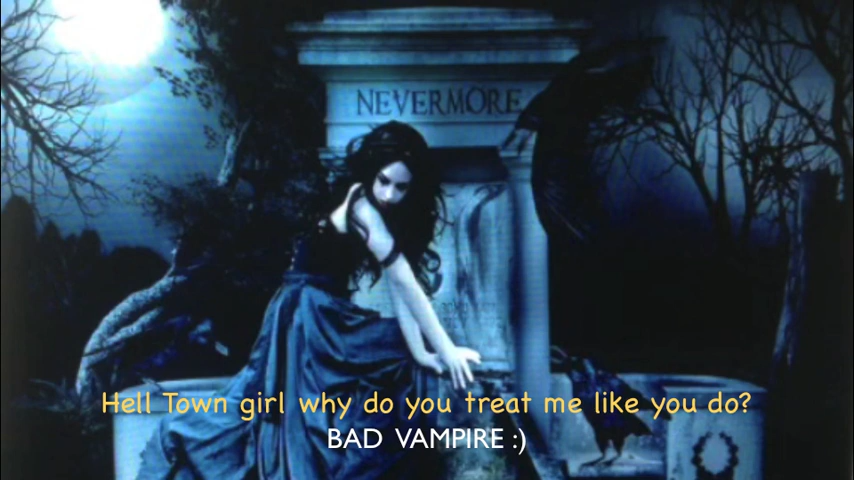 NEVERMORE
Hell Town girl why do you treat me like you do?
BAD VAMPIRE :)